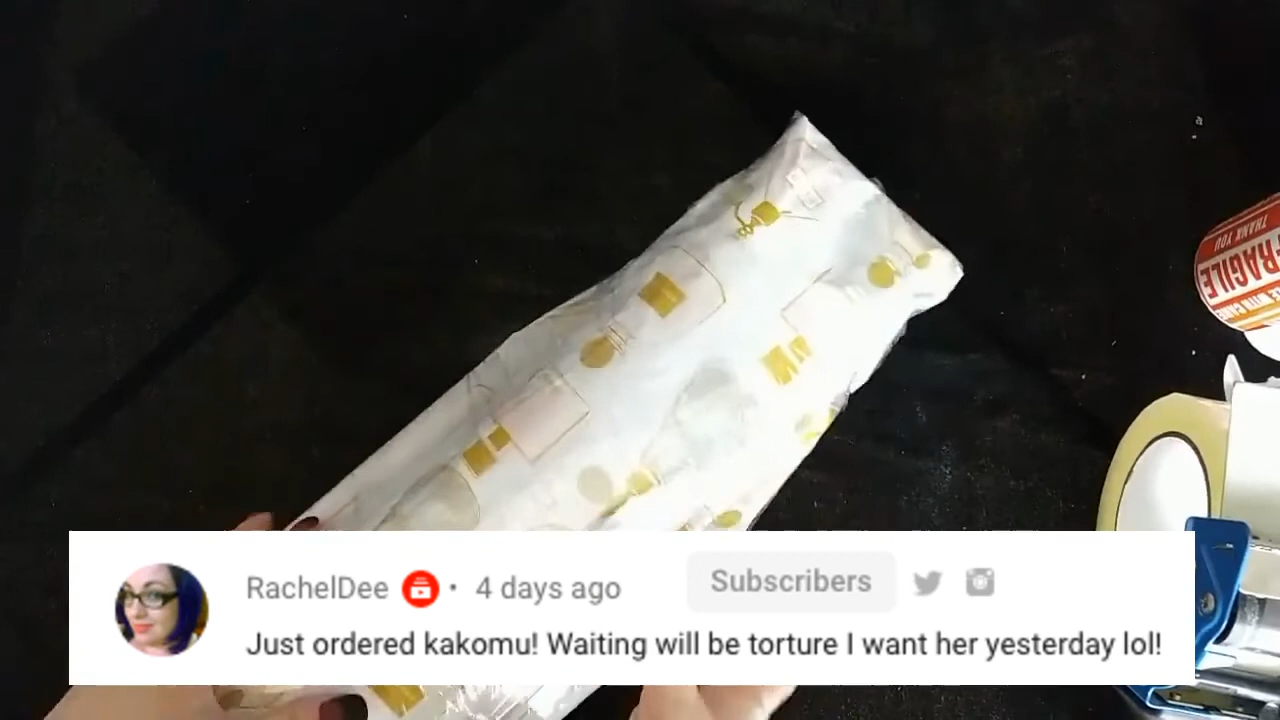 THANK YOU
FRAGILE
RachelDee • 4 days ago
Subscribers
Just ordered kakomu! Waiting will be torture I want her yesterday lol!